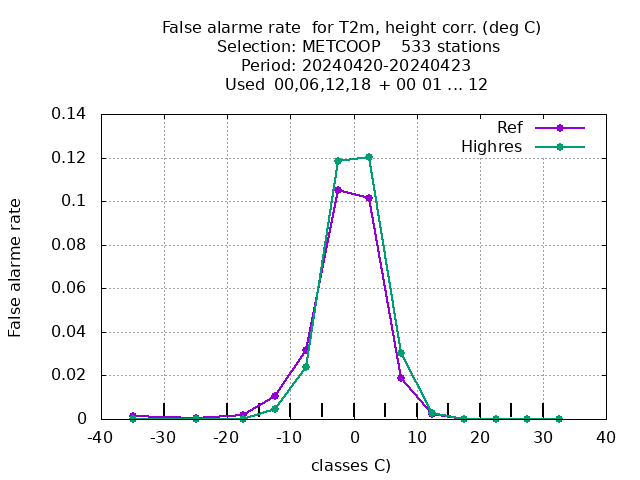 False alarme rate  for T2m, height corr. (deg C)
Selection: METCOOP    533 stations
Period: 20240420-20240423
Used  00,06,12,18 + 00 01 ... 12
Ref
Highres
False alarme rate
0.14
0.12
0.1
0.08
0.06
0.04
0.02
0
-40 -30 -20 -10 0 10 20 30 40
classes C)